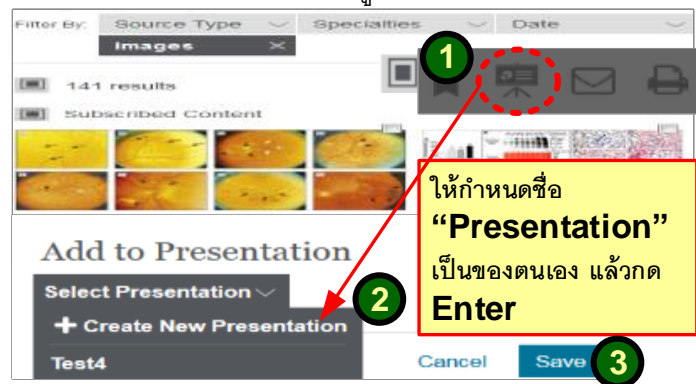 Filter By: Source Type Specialties Date
Images ×
1
141 results
Subscribed Content
ให้กำหนดชื่อ
“Presentation”
เป็นของตนเอง แล้วกด
Enter
Add to Presentation
Select Presentation
2
+ Create New Presentation
Test4
Cancel
Save
3